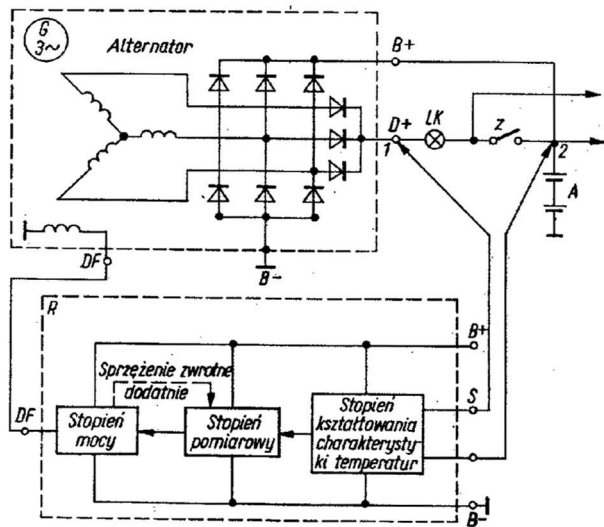 G
3~
Alternator
B+
D+
LK
Z
1
2
A
DF
B-
R
B+
Sprzężenie zwrotne
dodatnie
S
DF
Stopień
mocy
Stopień
pomiarowy
Stopień
kształtowania
charakterysty-
ki temperatur
B-